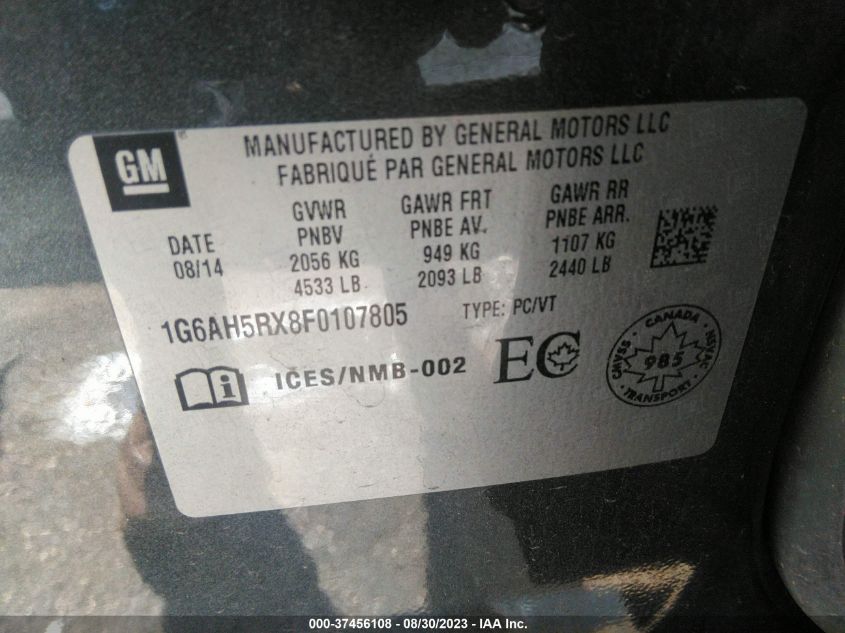 GM
MANUFACTURED BY GENERAL MOTORS LLC
FABRIQUÉ PAR GENERAL MOTORS LLC
DATE
08/14
GVWR
PNBV
2056 KG
4533 LB
GAWR FRT
PNBE AV.
949 KG
2093 LB
GAWR RR
PNBE ARR.
1107 KG
2440 LB
1G6AH5RX8F0107805
TYPE: PC/VT
i ICES/NMB-002
EC
CANADA
CMVSS
NSVAC
985
TRANSPORT
000-37456108 - 08/30/2023 - IAA Inc.